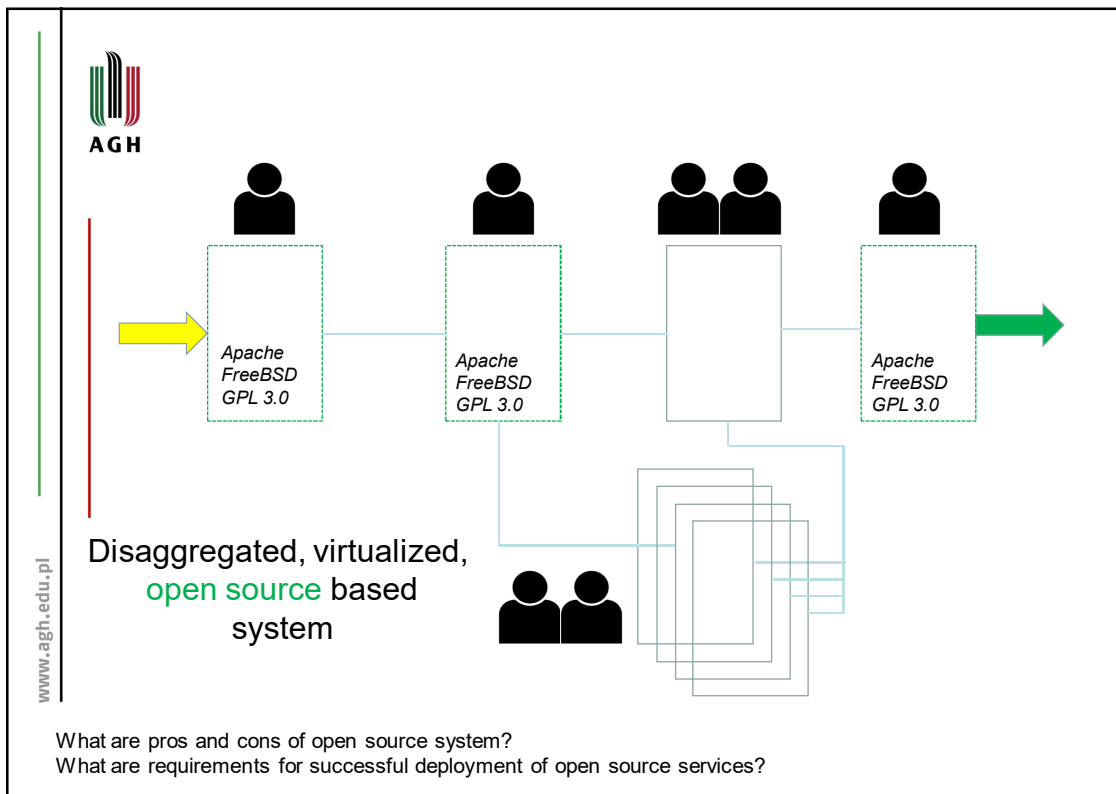 AGH
Apache
FreeBSD
GPL 3.0
Apache
FreeBSD
GPL 3.0
Apache
FreeBSD
GPL 3.0
Disaggregated, virtualized,
open source based
system
www.agh.edu.pl
What are pros and cons of open source system?
What are requirements for successful deployment of open source services?